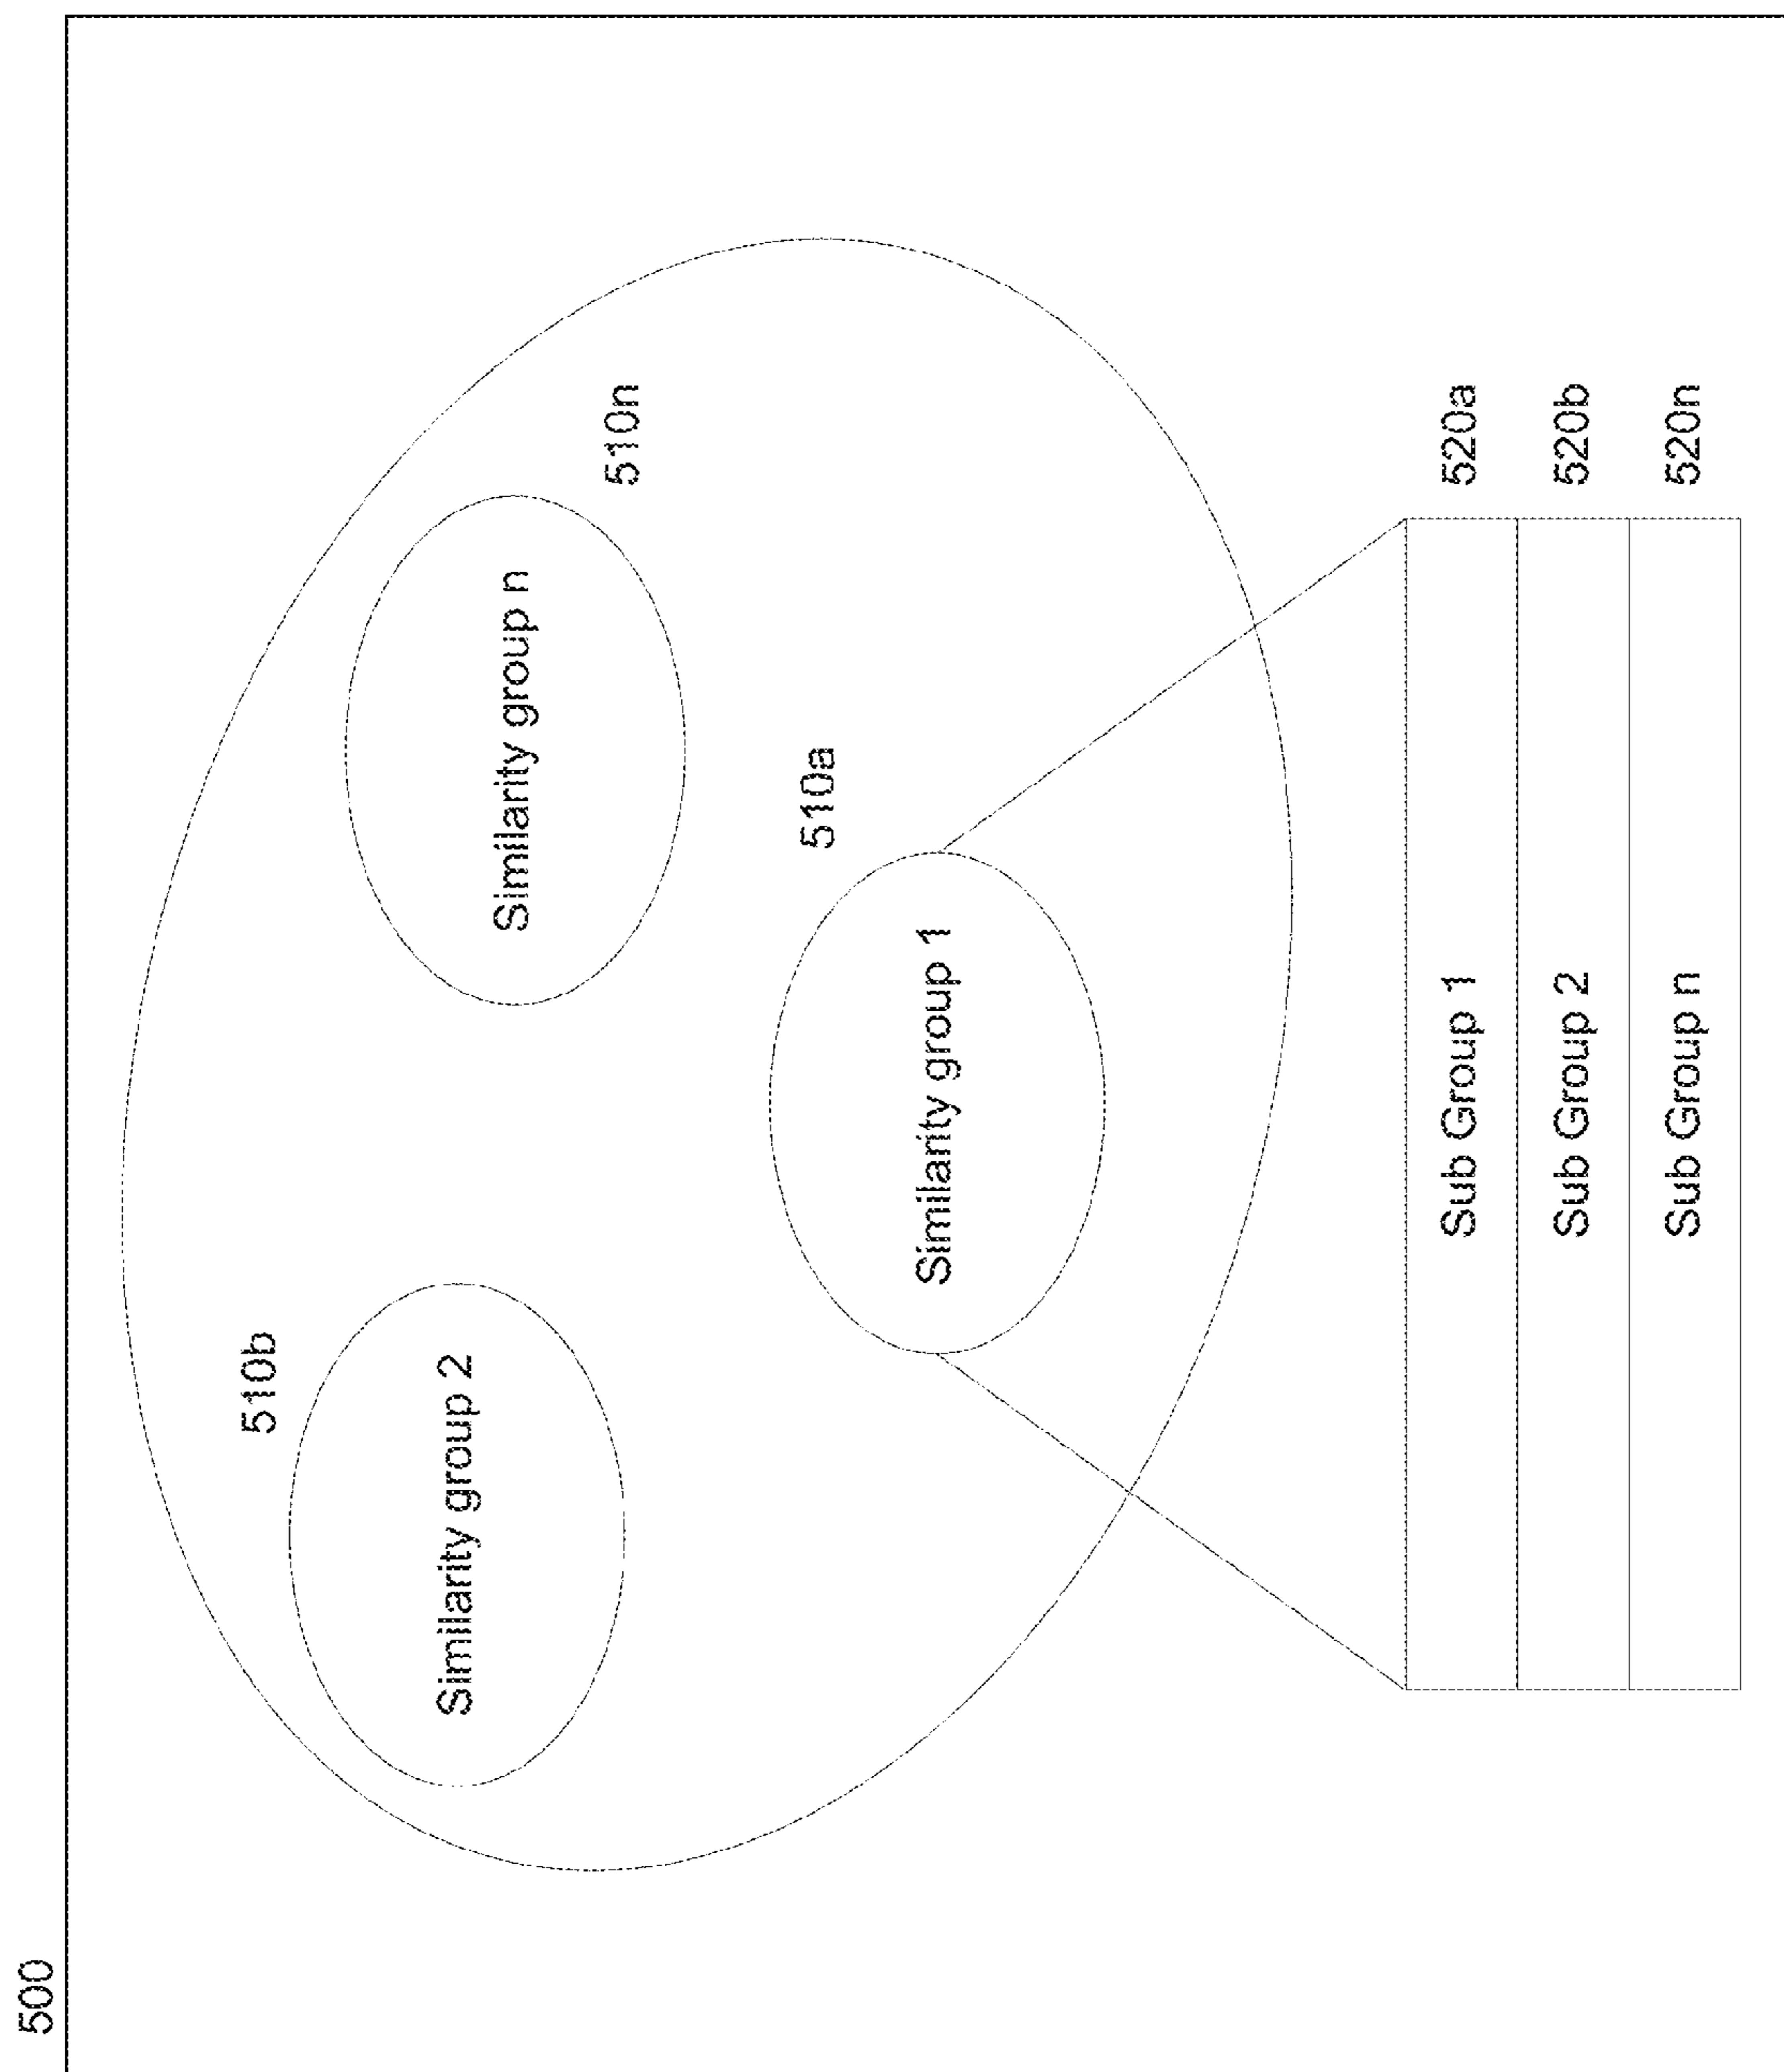 500
510b
Similarity group 2
510n
Similarity group n
510a
Similarity group 1
Sub Group 1 520a
Sub Group 2 520b
Sub Group n 520n